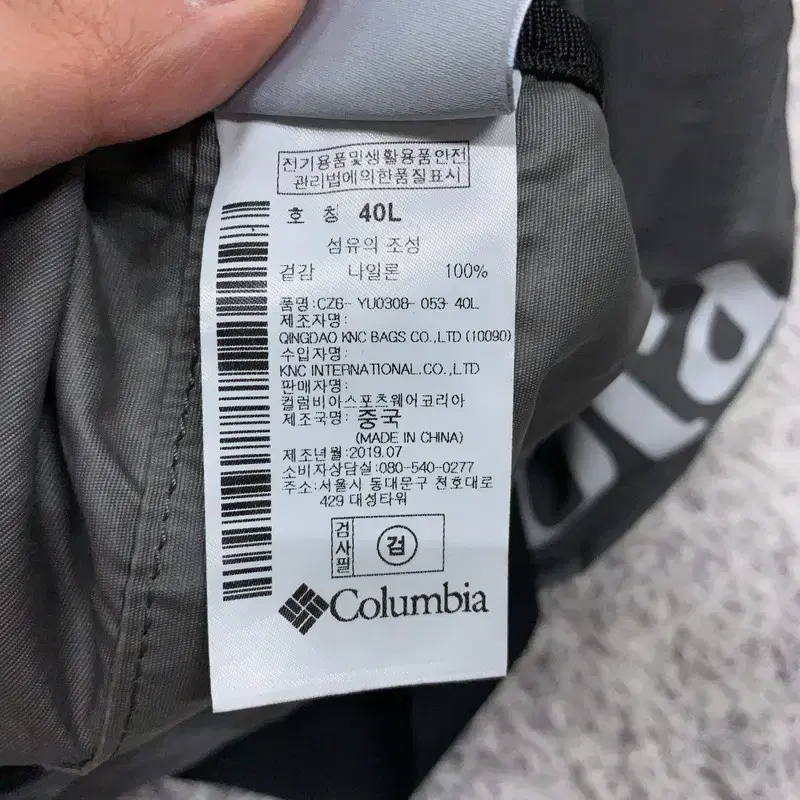 전기용품및생활용품안전
관리법에의한품질표시
호 칭 40L
섬유의 조성
겉감 나일론 100%
품명:CZ6- YU0308- 053- 40L
제조자명:
QINGDAO KNC BAGS CO.,LTD (10090)
수입자명:
KNC INTERNATIONAL.CO.,LTD
판매자명:
컬럼비아스포츠웨어코리아
제조국명: 중국
(MADE IN CHINA)
제조년월:2019.07
소비자상담실:080-540-0277
주소:서울시 동대문구 천호대로
429 대성타워
검사필
검
Columbia